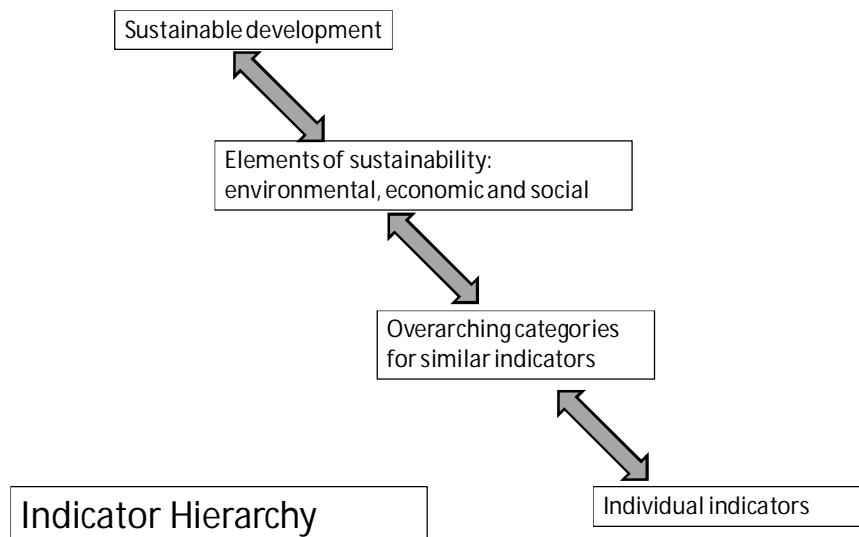 Sustainable development
Elements of sustainability:
environmental, economic and social
Overarching categories
for similar indicators
Individual indicators
Indicator Hierarchy